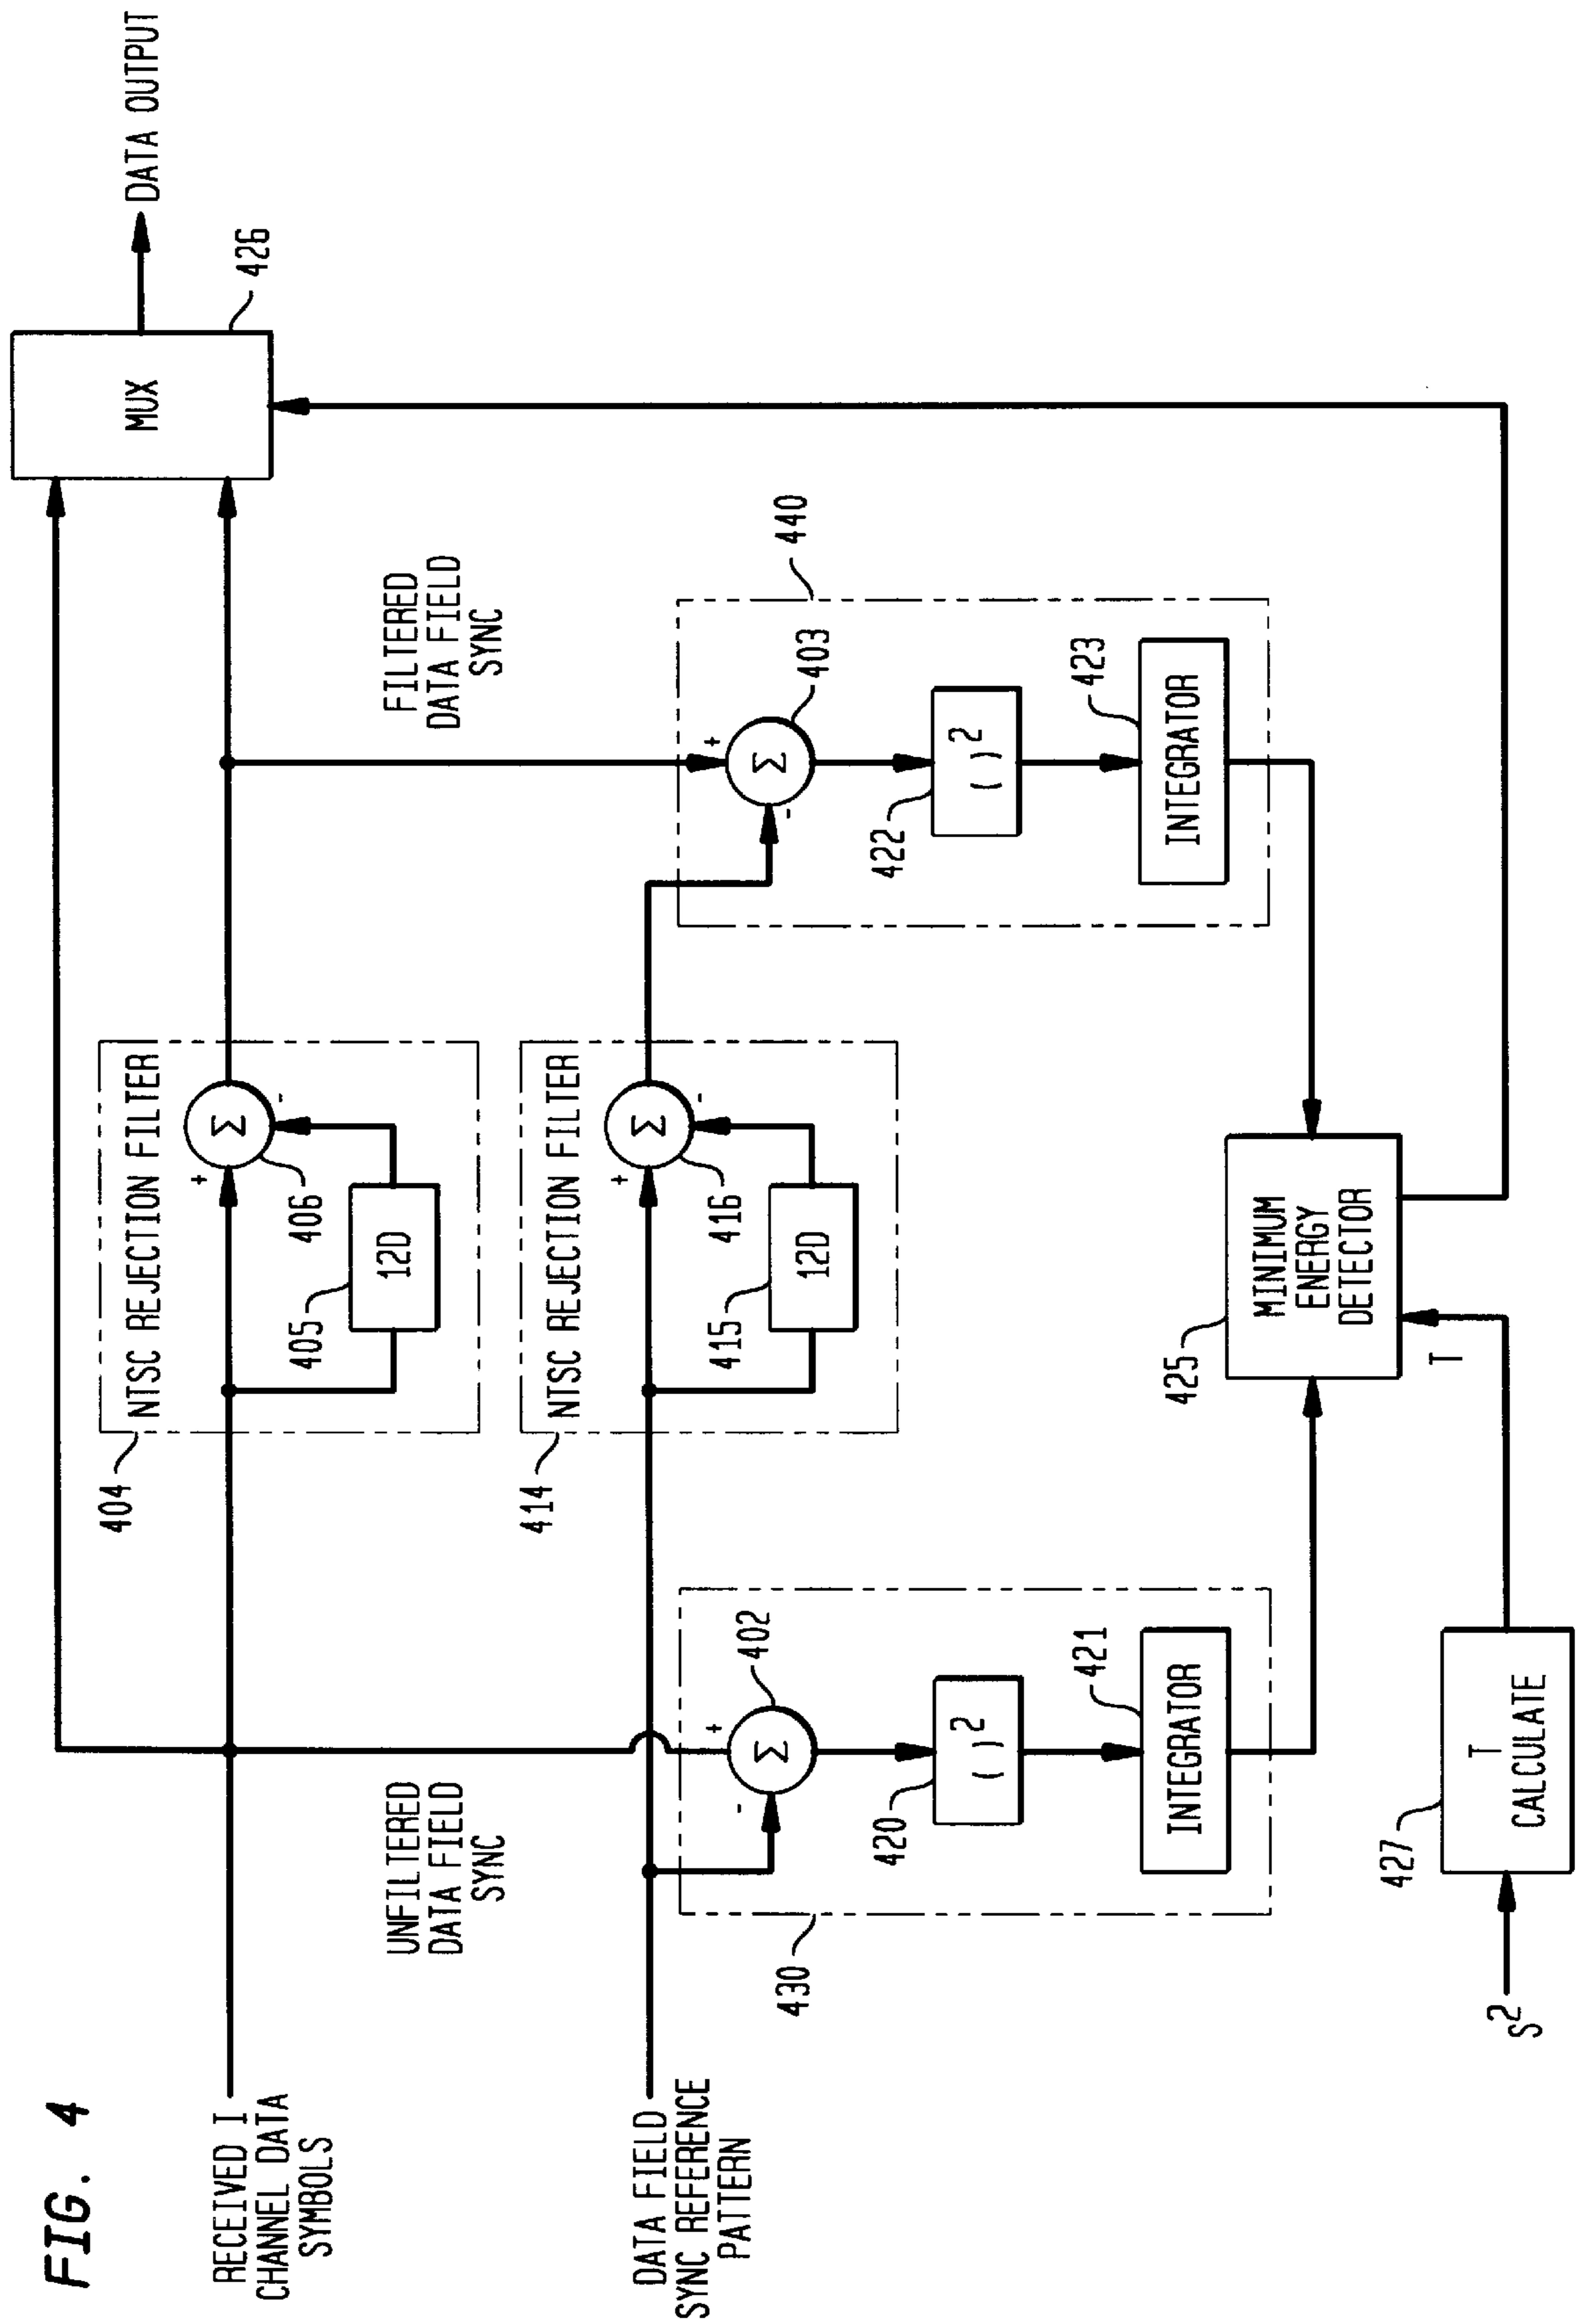 FIG. 4
DATA OUTPUT
MUX
426
NTSC REJECTION FILTER
404
+
Σ
-
406
405
12D
RECEIVED I
CHANNEL DATA
SYMBOLS
UNFILTERED
DATA FIELD
SYNC
FILTERED
DATA FIELD
SYNC
NTSC REJECTION FILTER
414
+
Σ
-
416
415
12D
DATA FIELD
SYNC REFERENCE
PATTERN
430
+
-
Σ
402
420
( )2
421
INTEGRATOR
440
+
-
Σ
403
422
( )2
423
INTEGRATOR
425
MINIMUM
ENERGY
DETECTOR
T
427
T
CALCULATE
S2